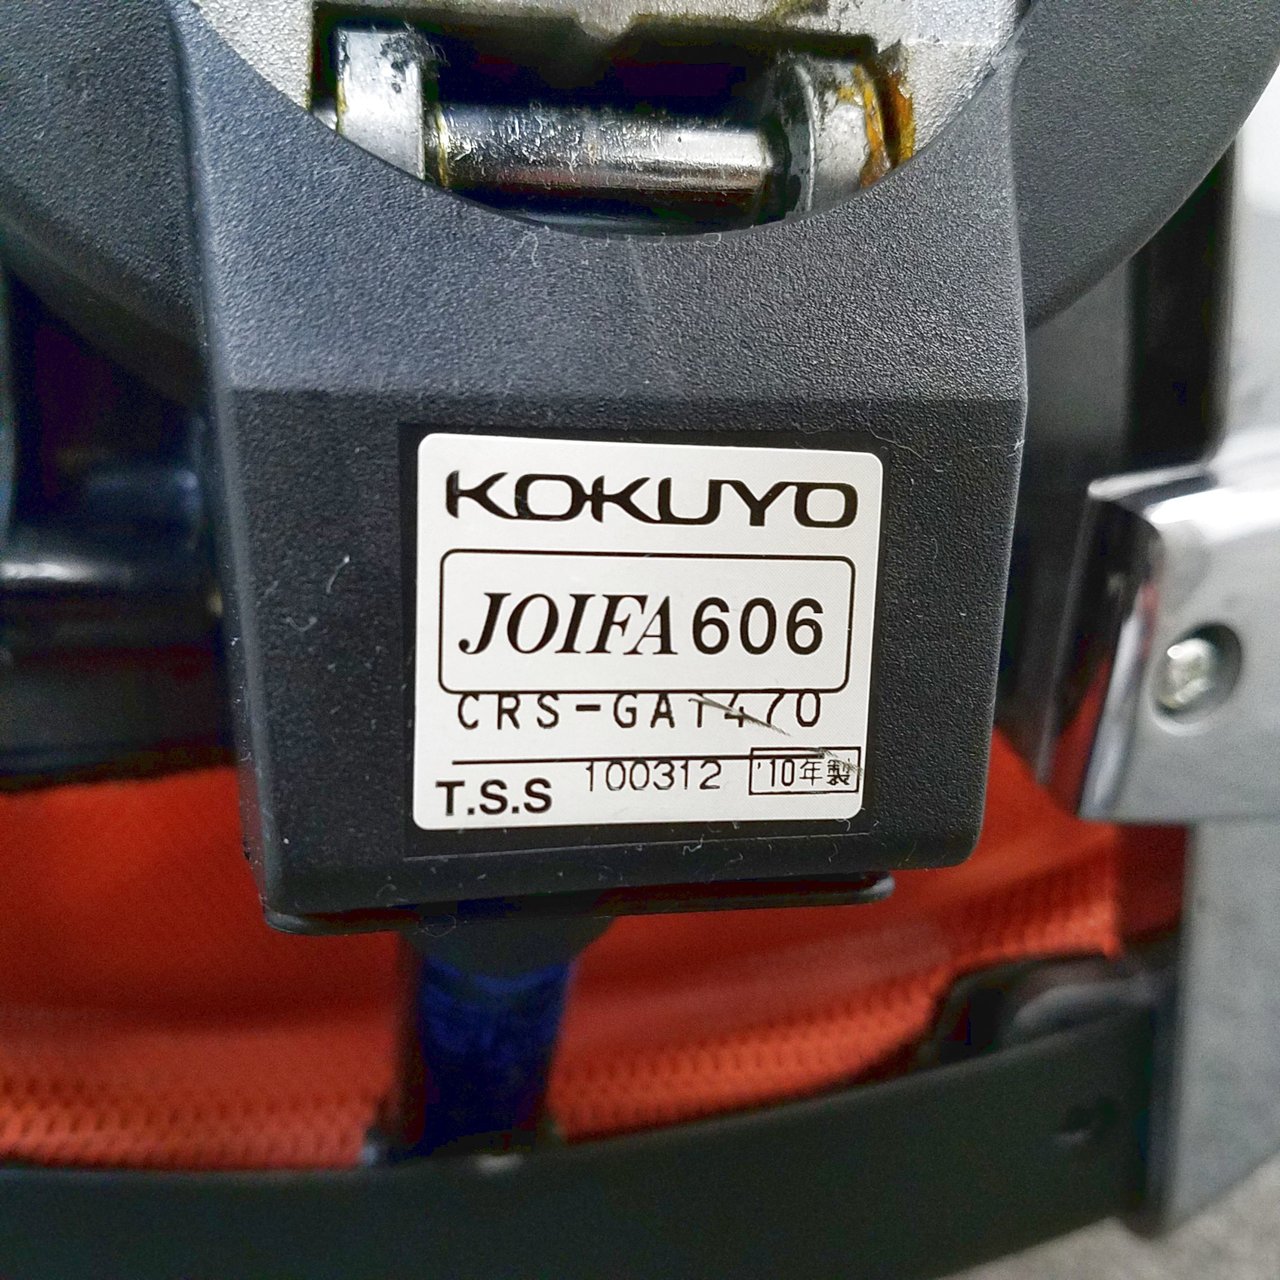 KOKUYO
JOIFA 606
CRS-GA1470
T.S.S 100312 '10年製